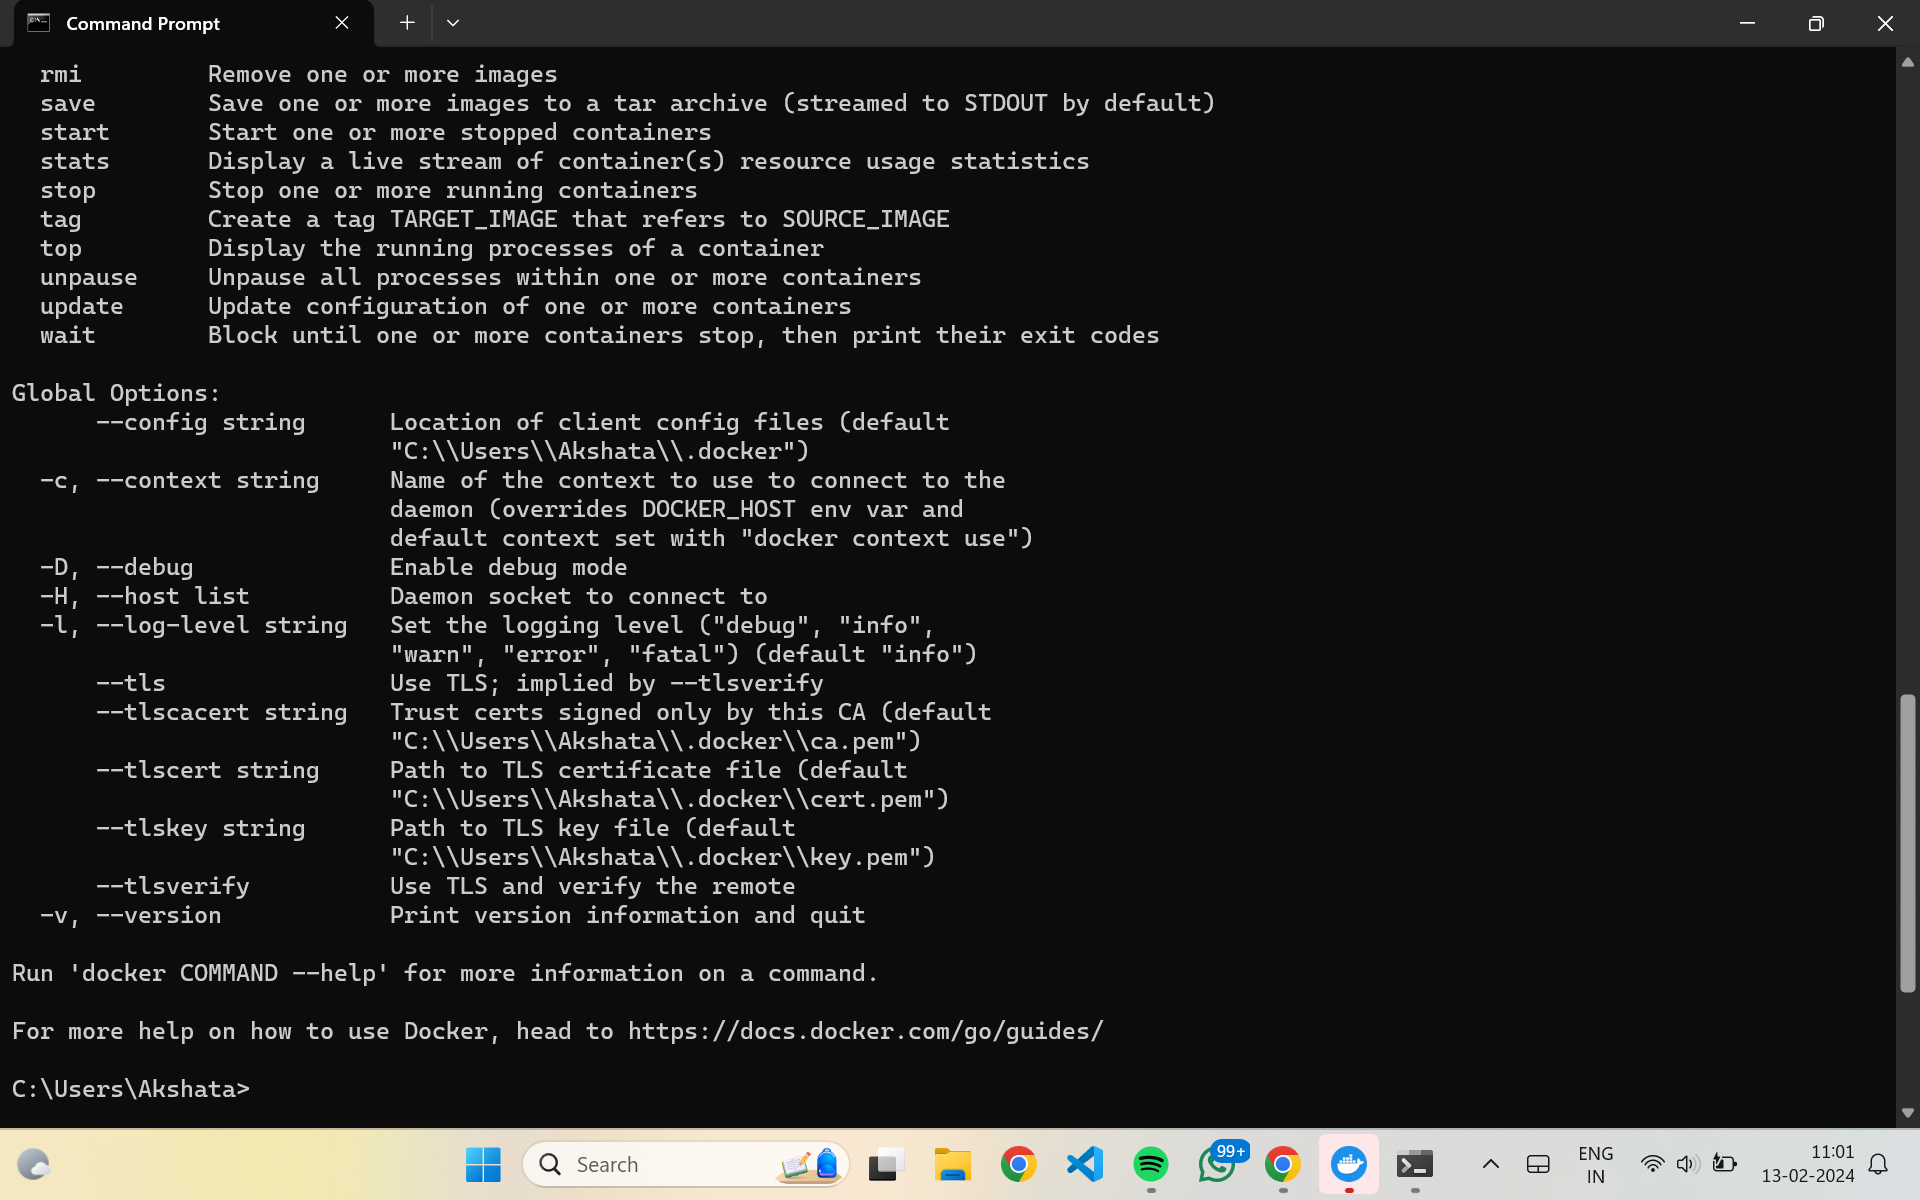 Command Prompt
rmi Remove one or more images
save Save one or more images to a tar archive (streamed to STDOUT by default)
start Start one or more stopped containers
stats Display a live stream of container(s) resource usage statistics
stop Stop one or more running containers
tag Create a tag TARGET_IMAGE that refers to SOURCE_IMAGE
top Display the running processes of a container
unpause Unpause all processes within one or more containers
update Update configuration of one or more containers
wait Block until one or more containers stop, then print their exit codes
Global Options:
--config string Location of client config files (default
"C:\\Users\\Akshata\\.docker")
-c, --context string Name of the context to use to connect to the
daemon (overrides DOCKER_HOST env var and
default context set with "docker context use")
-D, --debug Enable debug mode
-H, --host list Daemon socket to connect to
-l, --log-level string Set the logging level ("debug", "info",
"warn", "error", "fatal") (default "info")
--tls Use TLS; implied by --tlsverify
--tlscacert string Trust certs signed only by this CA (default
"C:\\Users\\Akshata\\.docker\\ca.pem")
--tlscert string Path to TLS certificate file (default
"C:\\Users\\Akshata\\.docker\\cert.pem")
--tlskey string Path to TLS key file (default
"C:\\Users\\Akshata\\.docker\\key.pem")
--tlsverify Use TLS and verify the remote
-v, --version Print version information and quit
Run 'docker COMMAND --help' for more information on a command.
For more help on how to use Docker, head to https://docs.docker.com/go/guides/
C:\Users\Akshata>
Search
99+
ENG
IN
11:01
13-02-2024